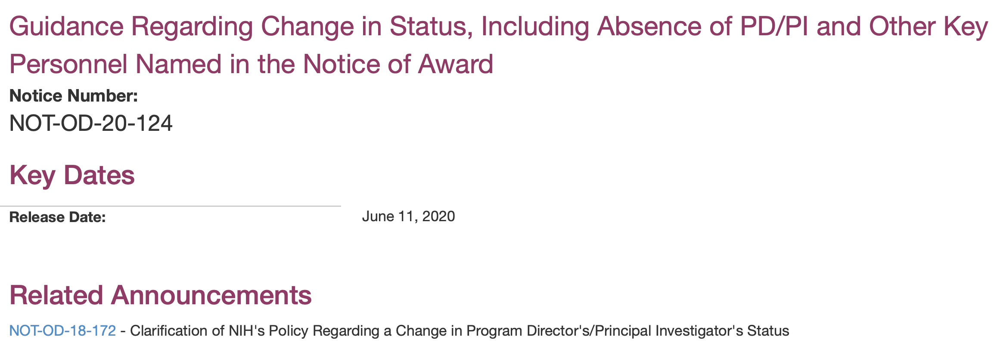 Guidance Regarding Change in Status, Including Absence of PD/PI and Other Key
Personnel Named in the Notice of Award
Notice Number:
NOT-OD-20-124
Key Dates
Release Date: June 11, 2020
Related Announcements
NOT-OD-18-172 - Clarification of NIH's Policy Regarding a Change in Program Director's/Principal Investigator's Status